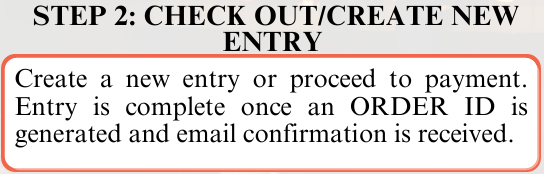 STEP 2: CHECK OUT/CREATE NEW
ENTRY
Create a new entry or proceed to payment.
Entry is complete once an ORDER ID is
generated and email confirmation is received.